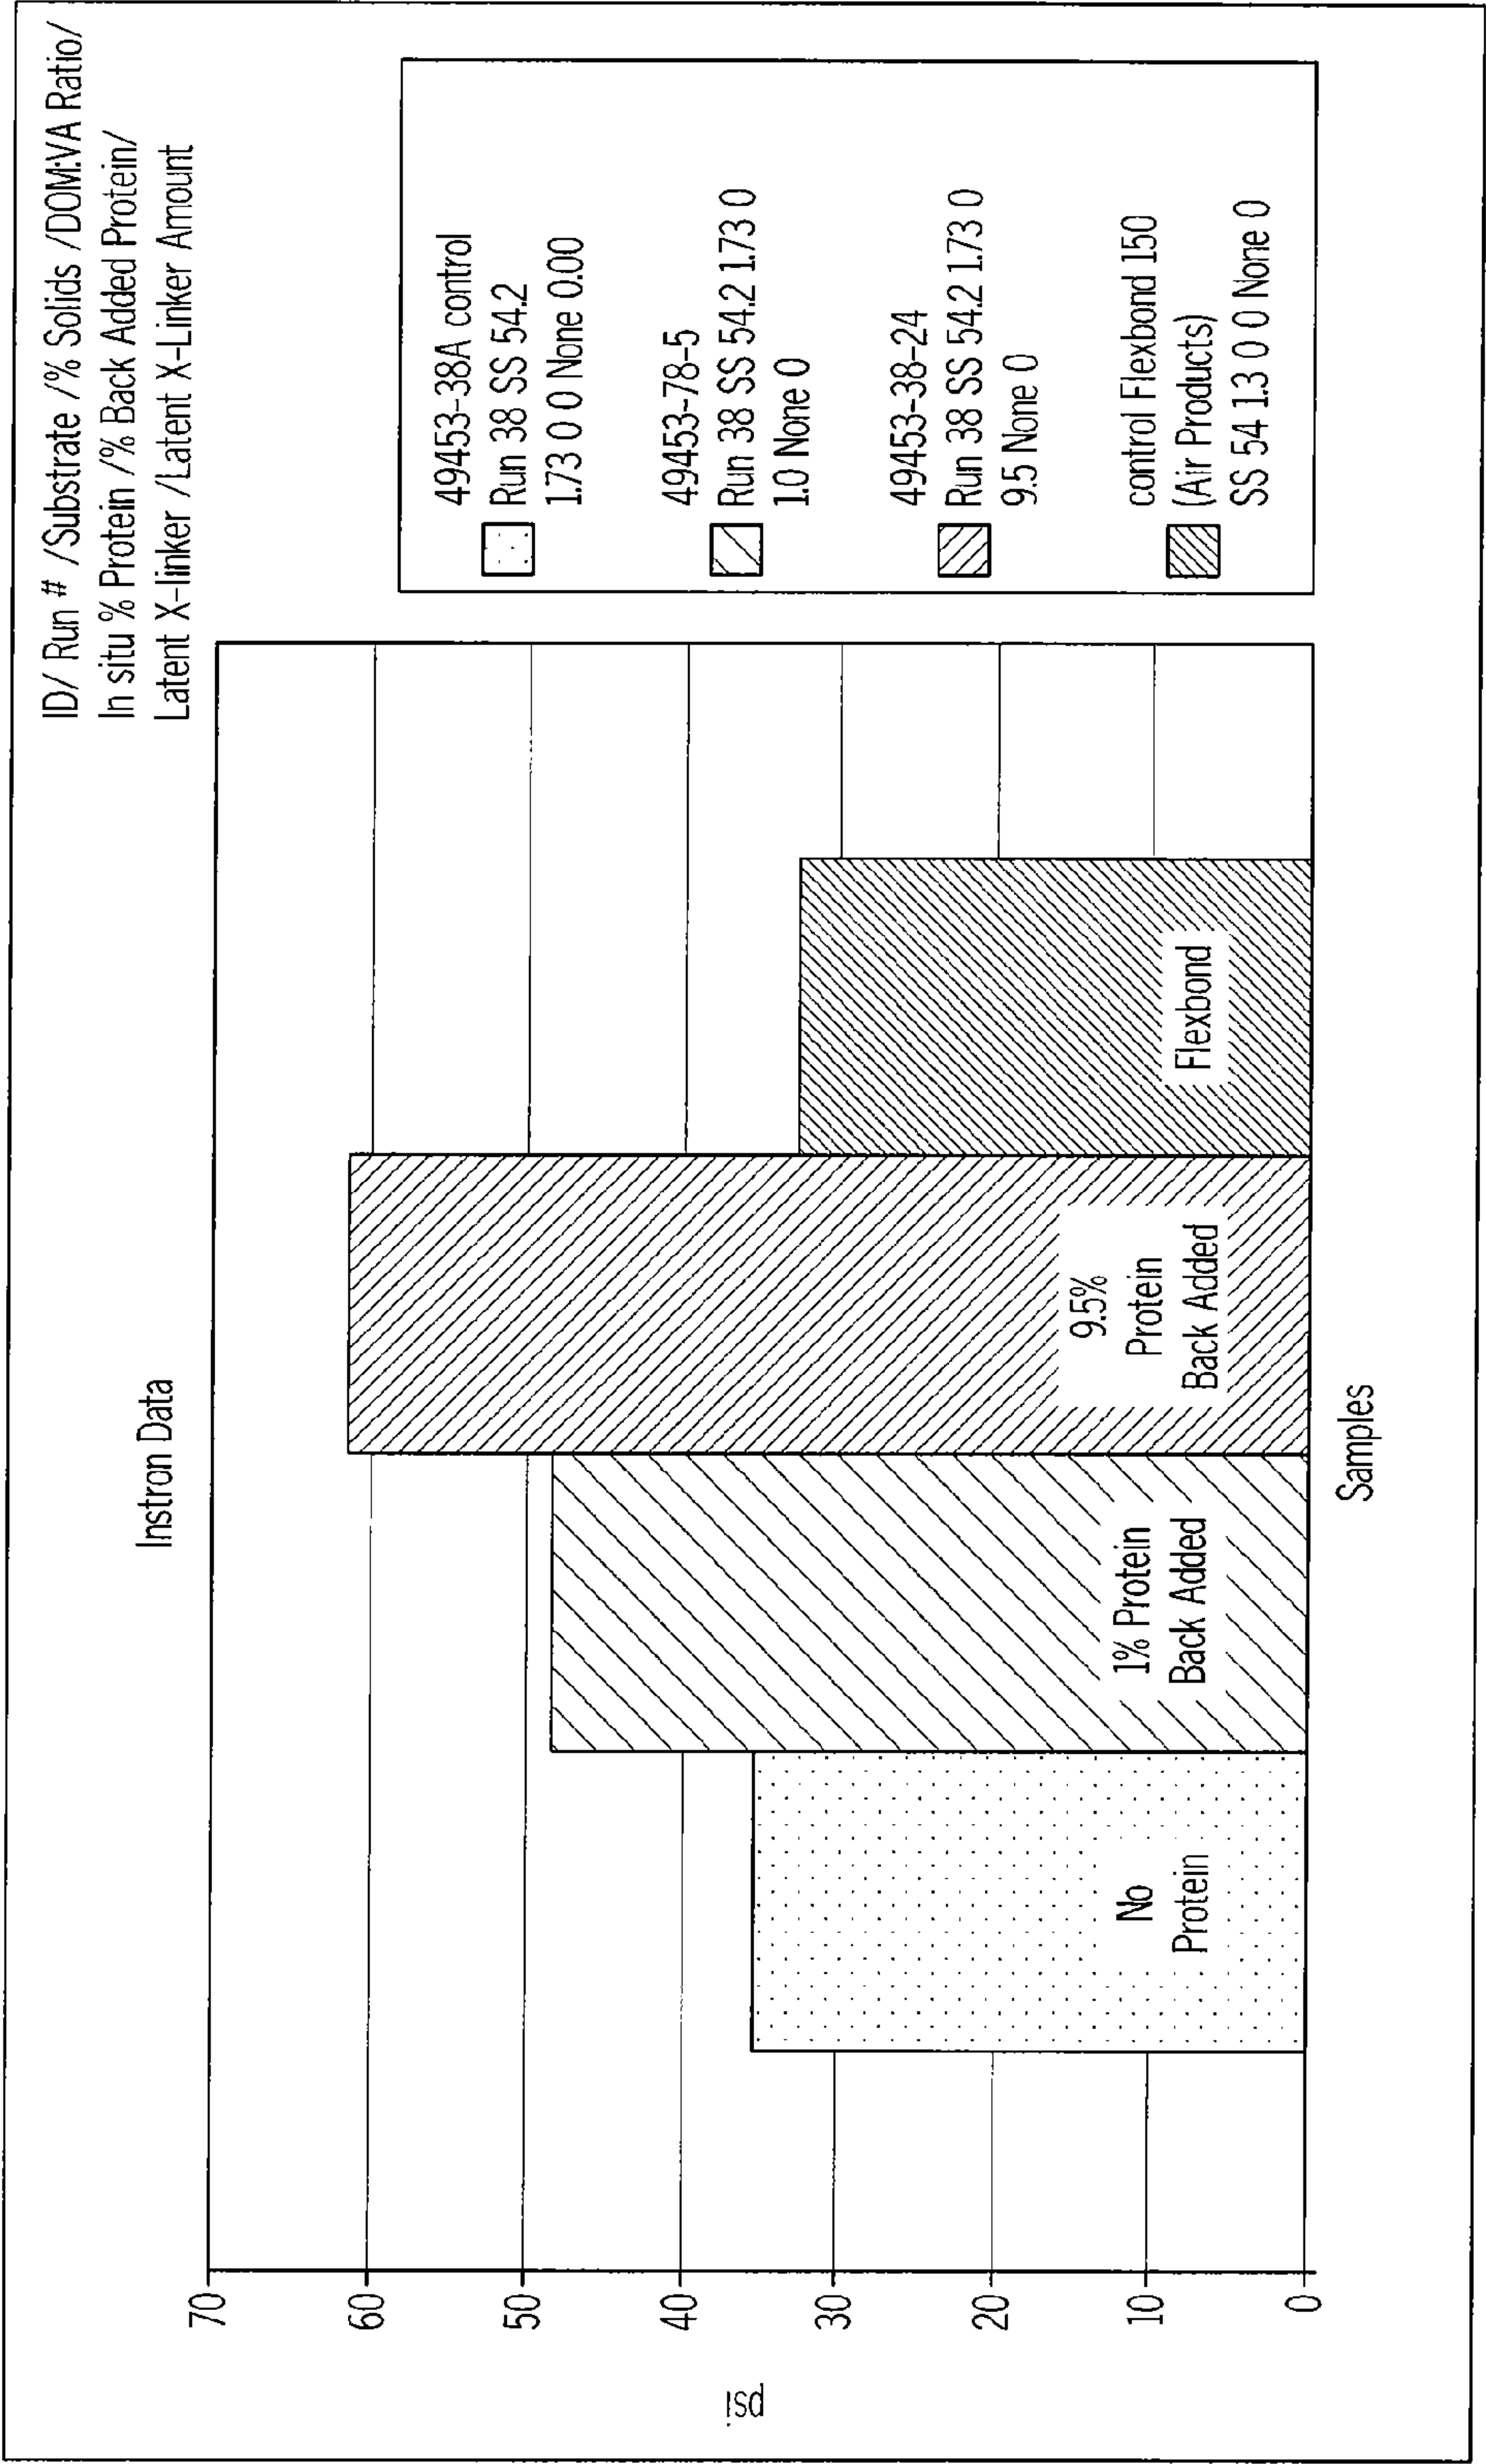 ID/ Run # /Substrate /% Solids /DOM:VA Ratio/
In situ % Protein /% Back Added Protein/
Latent X-linker /Latent X-Linker Amount
Instron Data
psi
70
60
50
40
30
20
10
0
No
Protein
1% Protein
Back Added
9.5%
Protein
Back Added
Flexbond
Samples
49453-38A control
Run 38 SS 54.2
1.73 0 0 None 0.00
49453-78-5
Run 38 SS 54.2 1.73 0
1.0 None 0
49453-38-24
Run 38 SS 54.2 1.73 0
9.5 None 0
control Flexbond 150
(Air Products)
SS 54 1.3 0 0 None 0